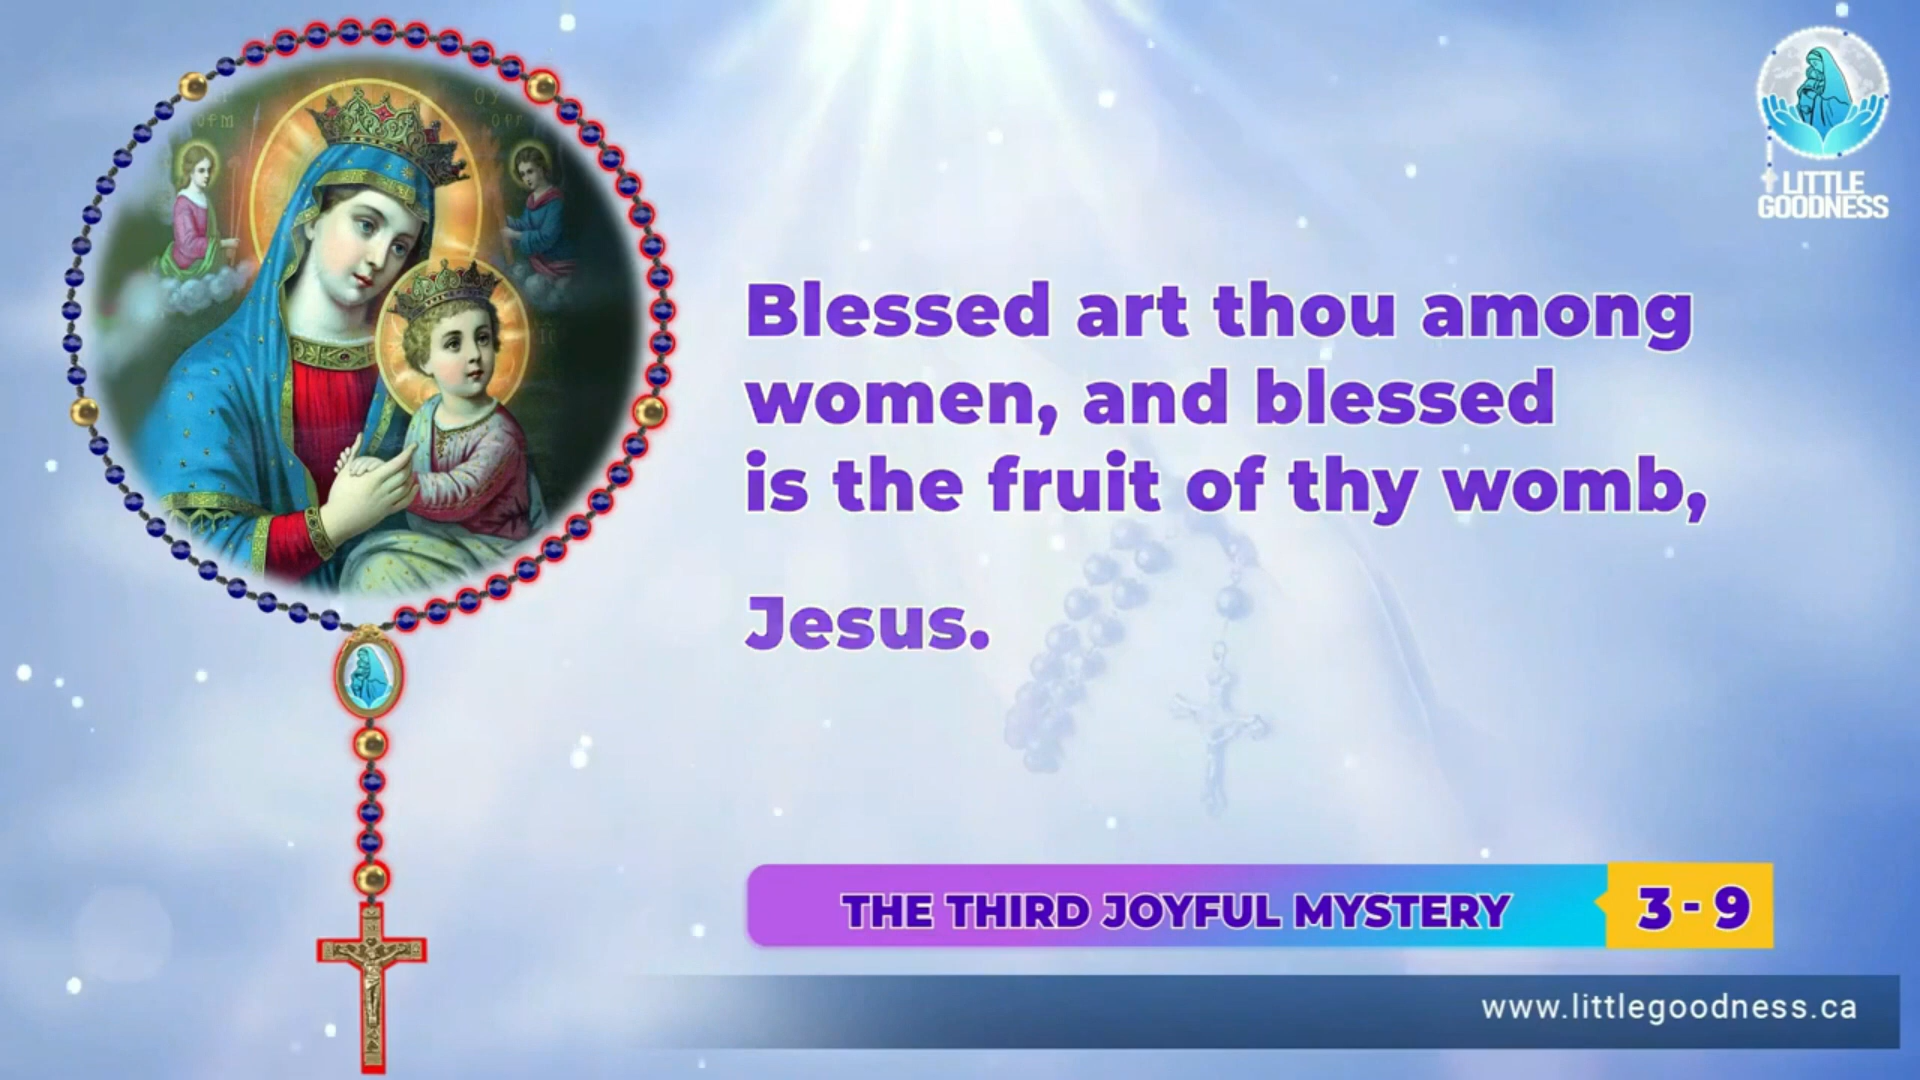 LITTLE
GOODNESS
Blessed art thou among
women, and blessed
is the fruit of thy womb,
Jesus.
THE THIRD JOYFUL MYSTERY
3 - 9
www.littlegoodness.ca